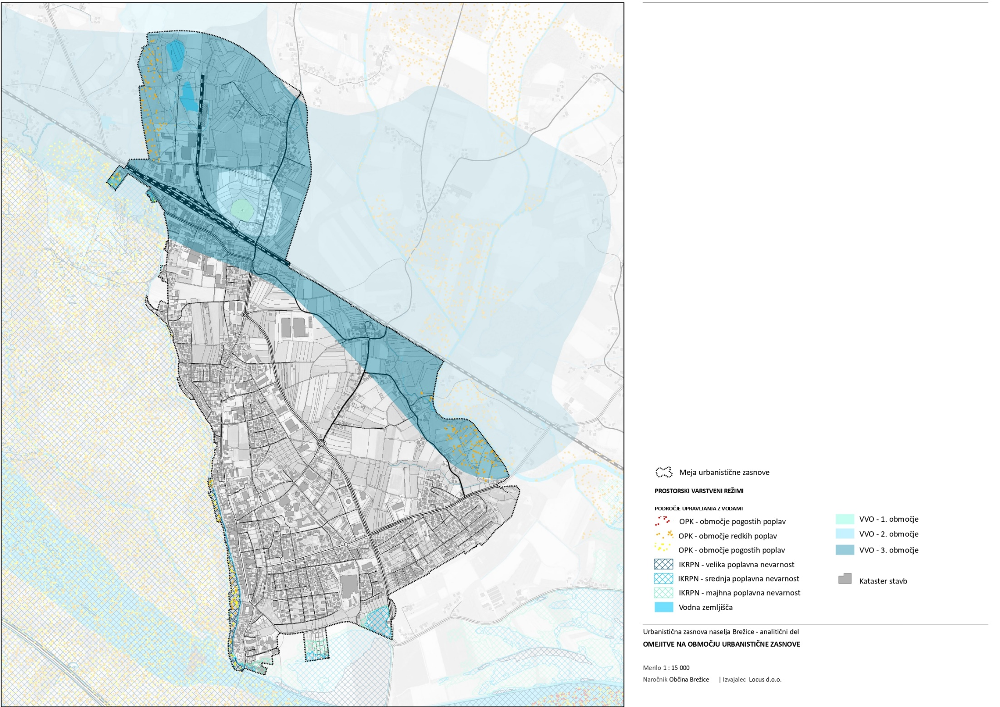 Meja urbanistične zasnove
PROSTORSKI VARSTVENI REŽIMI
PODROČJE UPRAVLJANJA Z VODAMI
OPK - območje pogostih poplav
OPK - območje redkih poplav
OPK - območje pogostih poplav
IKRPN - velika poplavna nevarnost
IKRPN - srednja poplavna nevarnost
IKRPN - majhna poplavna nevarnost
Vodna zemljišča
VVO - 1. območje
VVO - 2. območje
VVO - 3. območje
Kataster stavb
Urbanistična zasnova naselja Brežice - analitični del
OMEJITVE NA OBMOČJU URBANISTIČNE ZASNOVE
Merilo 1 : 15 000
Naročnik Občina Brežice | Izvajalec Locus d.o.o.